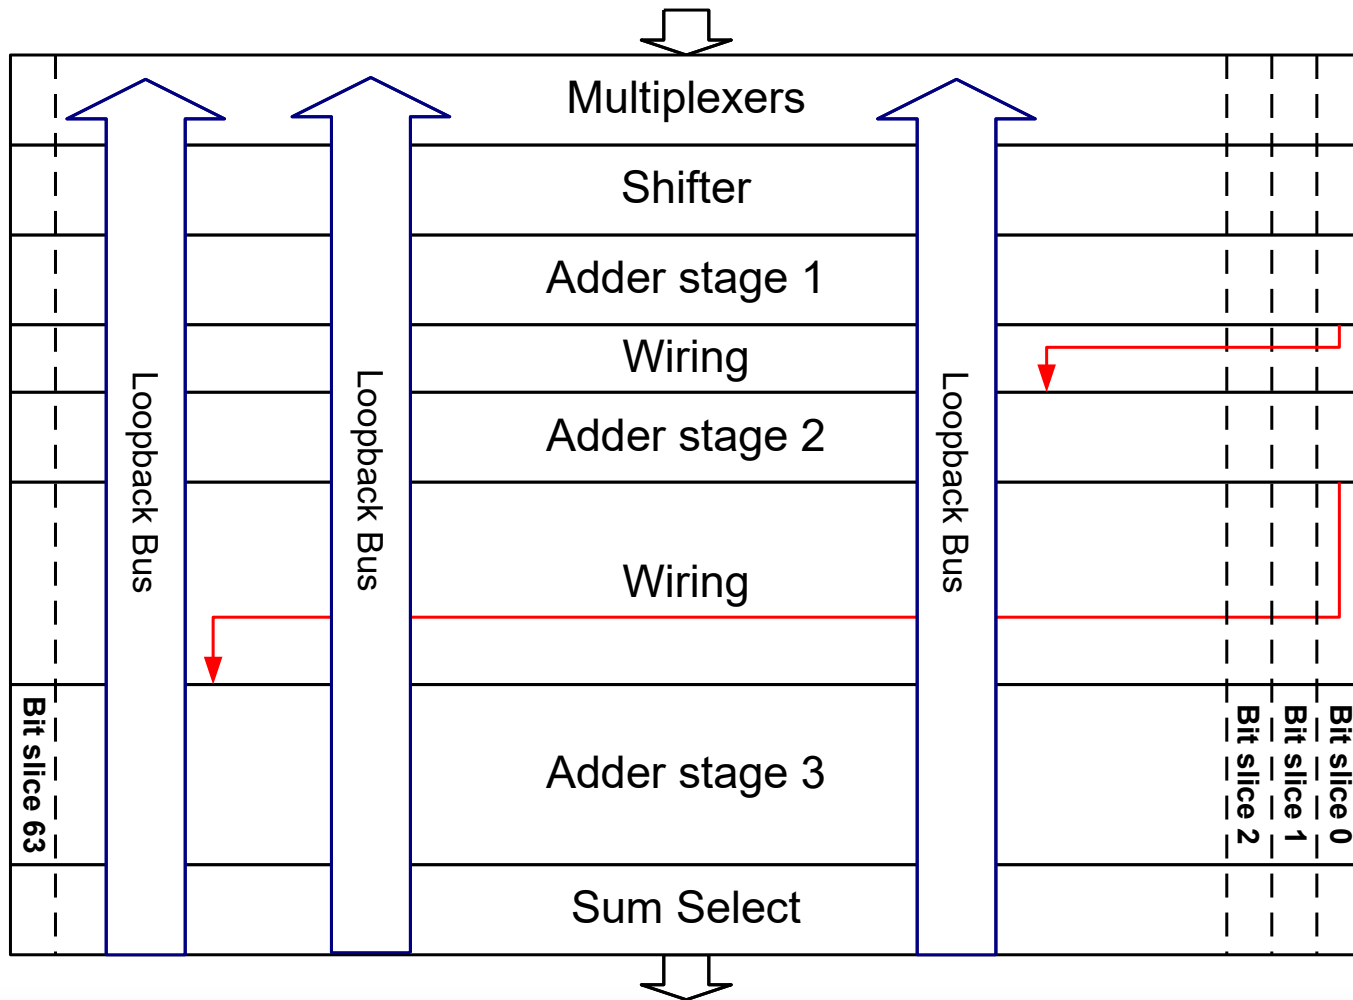 Multiplexers
Shifter
Adder stage 1
Wiring
Adder stage 2
Loopback Bus
Loopback Bus
Loopback Bus
Wiring
Adder stage 3
Bit slice 63
Bit slice 2
Bit slice 1
Bit slice 0
Sum Select